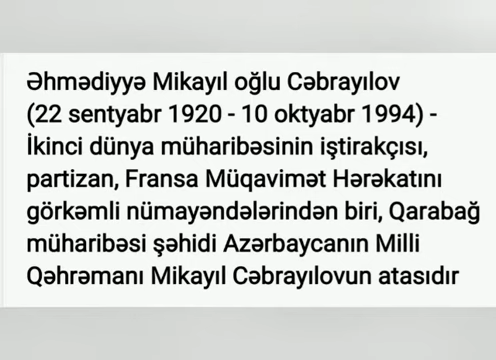 Əhmədiyyə Mikayıl oğlu Cəbrayılov
(22 sentyabr 1920 - 10 oktyabr 1994) -
İkinci dünya müharibəsinin iştirakçısı,
partizan, Fransa Müqavimət Hərəkatını
görkəmli nümayəndələrindən biri, Qarabağ
müharibəsi şəhidi Azərbaycanın Milli
Qəhrəmanı Mikayıl Cəbrayılovun atasıdır